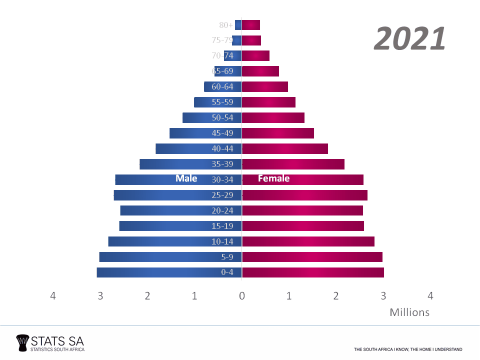 2021
80+
75-79
70-74
65-69
60-64
55-59
50-54
45-49
40-44
35-39
Male 30-34 Female
25-29
20-24
15-19
10-14
5-9
0-4
4 3 2 1 0 1 2 3 4
Millions
STATS SA
STATISTICS SOUTH AFRICA
THE SOUTH AFRICA I KNOW, THE HOME I UNDERSTAND